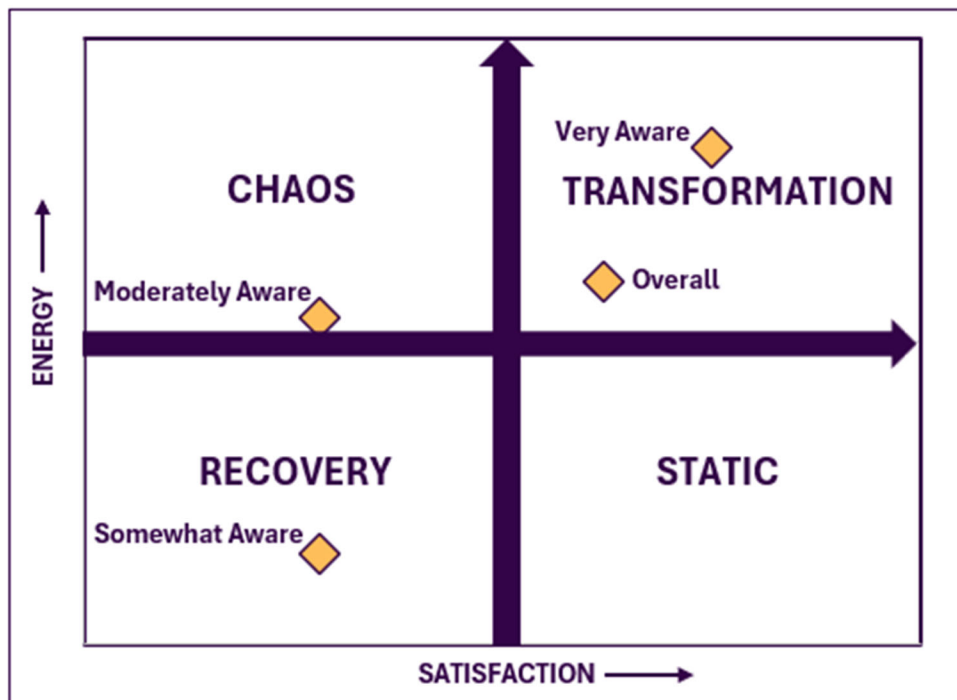 Very Aware
CHAOS
TRANSFORMATION
Moderately Aware
Overall
ENERGY
RECOVERY
STATIC
Somewhat Aware
SATISFACTION